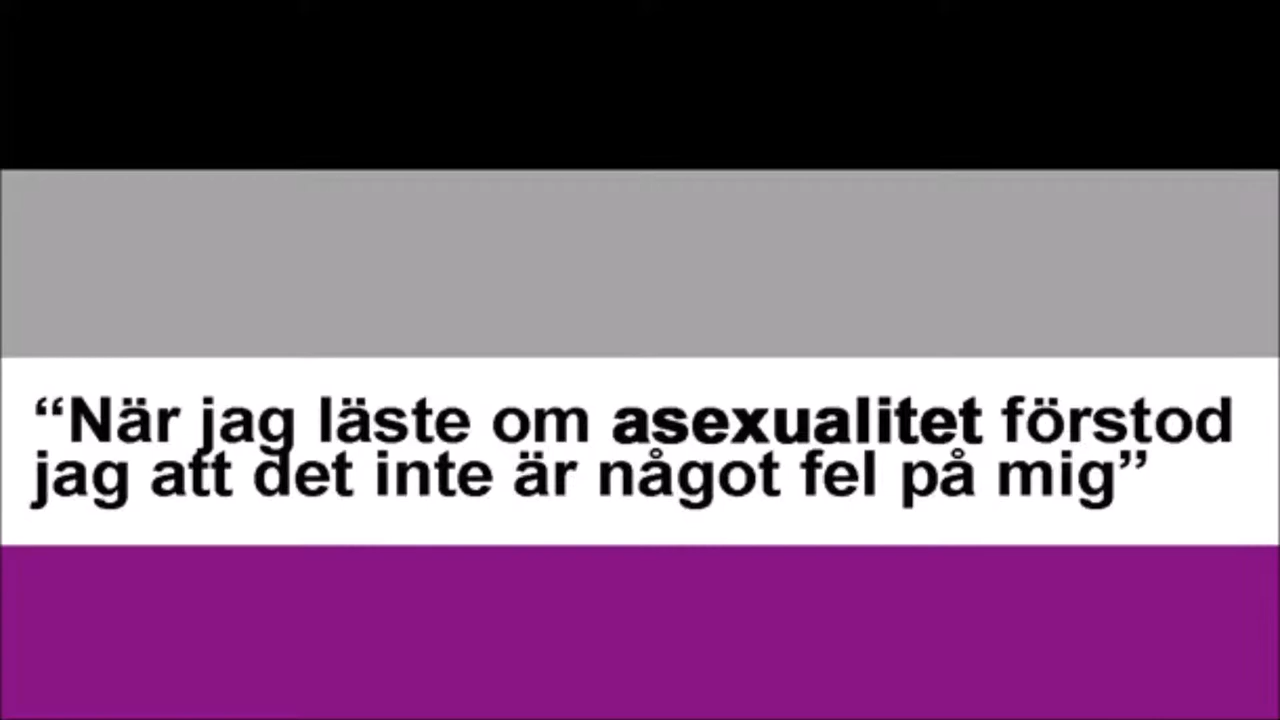 “När jag läste om asexualitet förstod
jag att det inte är något fel på mig”